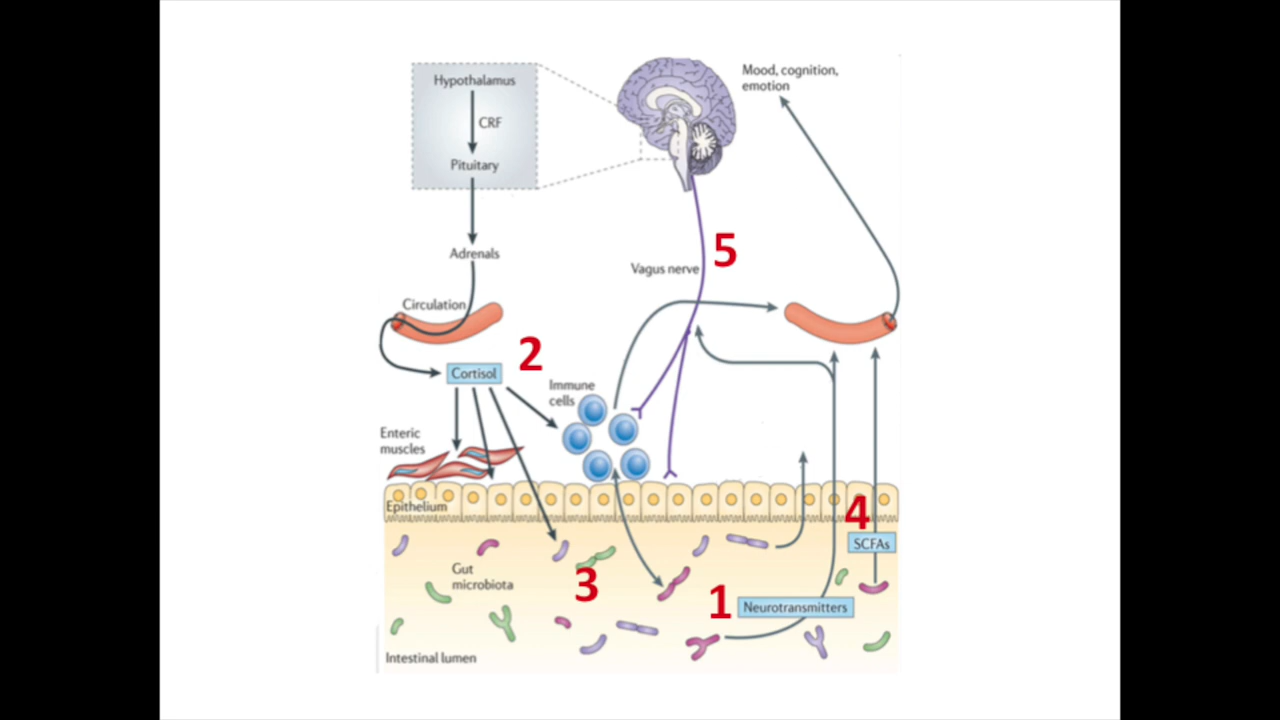 Hypothalamus
CRF
Pituitary
Adrenals
Circulation
Cortisol
2
Enteric
muscles
Immune
cells
Vagus nerve
5
Mood, cognition,
emotion
Epithelium
Gut
microbiota
3
1
Neurotransmitters
4
SCFAs
Intestinal lumen